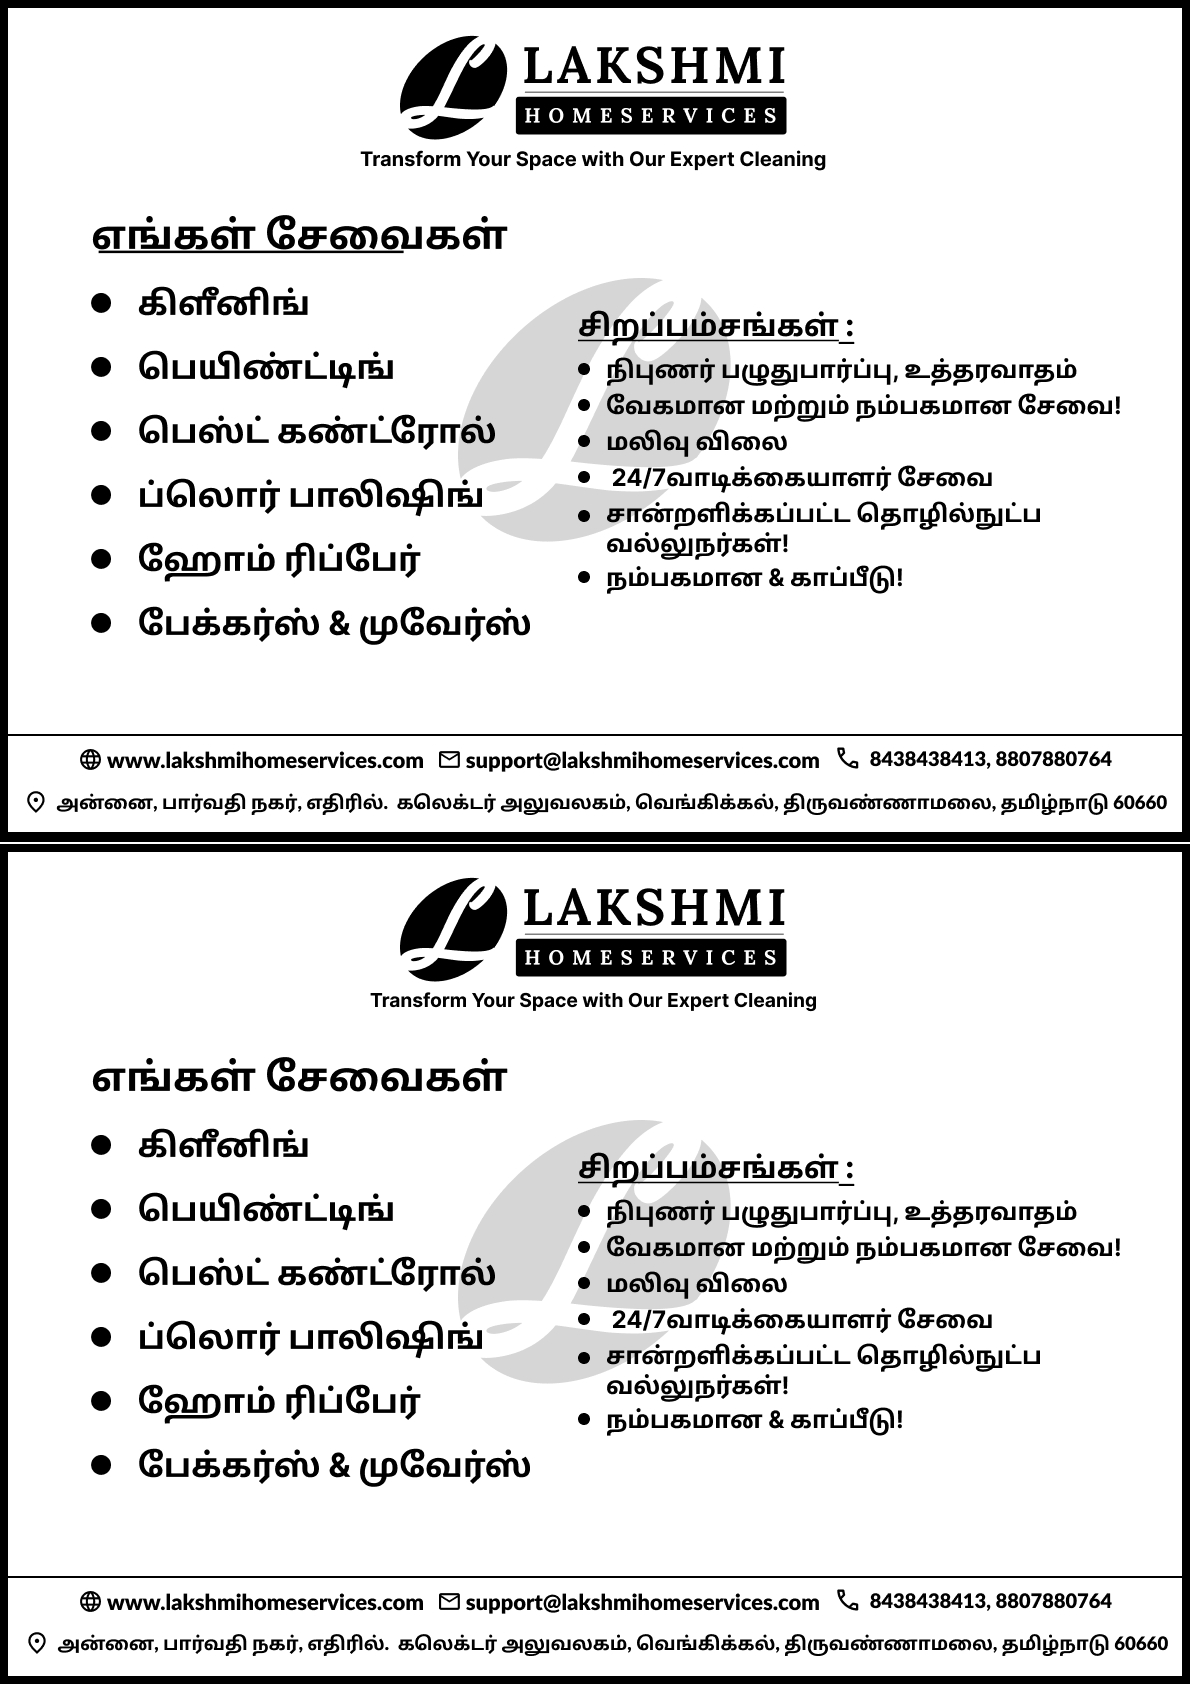 LAKSHMI
HOMESERVICES
Transform Your Space with Our Expert Cleaning
எங்கள் சேவைகள்
கிளீனிங்
பெயிண்ட்டிங்
பெஸ்ட் கண்ட்ரோல்
ப்லொர் பாலிஷிங்
ஹோம் ரிப்பேர்
பேக்கர்ஸ் & முவேர்ஸ்
சிறப்பம்சங்கள் :
நிபுணர் பழுதுபார்ப்பு, உத்தரவாதம்
வேகமான மற்றும் நம்பகமான சேவை!
மலிவு விலை
24/7வாடிக்கையாளர் சேவை
சான்றளிக்கப்பட்ட தொழில்நுட்ப
வல்லுநர்கள்!
நம்பகமான & காப்பீடு!
www.lakshmihomeservices.com support@lakshmihomeservices.com 8438438413, 8807880764
அன்னை, பார்வதி நகர், எதிரில். கலெக்டர் அலுவலகம், வெங்கிக்கல், திருவண்ணாமலை, தமிழ்நாடு 60660
LAKSHMI
HOMESERVICES
Transform Your Space with Our Expert Cleaning
எங்கள் சேவைகள்
கிளீனிங்
பெயிண்ட்டிங்
பெஸ்ட் கண்ட்ரோல்
ப்லொர் பாலிஷிங்
ஹோம் ரிப்பேர்
பேக்கர்ஸ் & முவேர்ஸ்
சிறப்பம்சங்கள் :
நிபுணர் பழுதுபார்ப்பு, உத்தரவாதம்
வேகமான மற்றும் நம்பகமான சேவை!
மலிவு விலை
24/7வாடிக்கையாளர் சேவை
சான்றளிக்கப்பட்ட தொழில்நுட்ப
வல்லுநர்கள்!
நம்பகமான & காப்பீடு!
www.lakshmihomeservices.com support@lakshmihomeservices.com 8438438413, 8807880764
அன்னை, பார்வதி நகர், எதிரில். கலெக்டர் அலுவலகம், வெங்கிக்கல், திருவண்ணாமலை, தமிழ்நாடு 60660